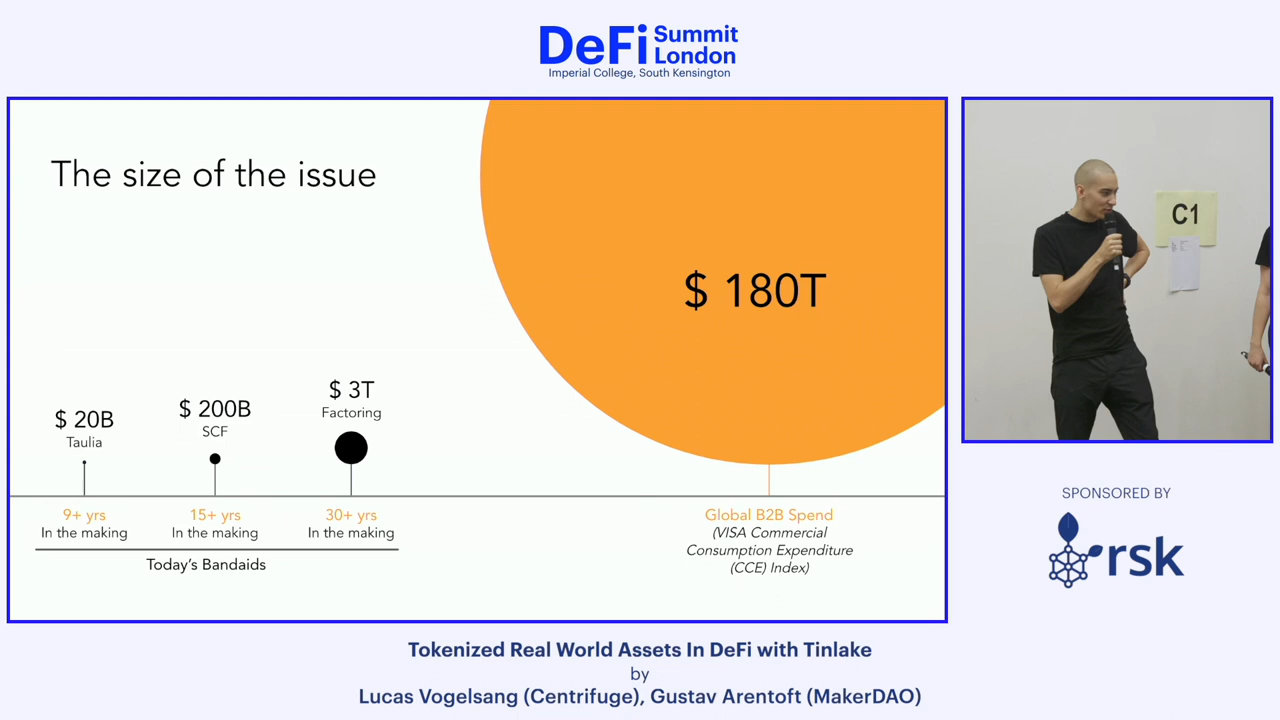 DeFi Summit
London
Imperial College, South Kensington
The size of the issue
$ 180T
$ 20B
Taulia
$ 200B
SCF
$ 3T
Factoring
9+ yrs
In the making
15+ yrs
In the making
30+ yrs
In the making
Today's Bandaids
Global B2B Spend
(VISA Commercial
Consumption Expenditure
(CCE) Index)
C1
SPONSORED BY
rsk
Tokenized Real World Assets In DeFi with Tinlake
by
Lucas Vogelsang (Centrifuge), Gustav Arentoft (MakerDAO)